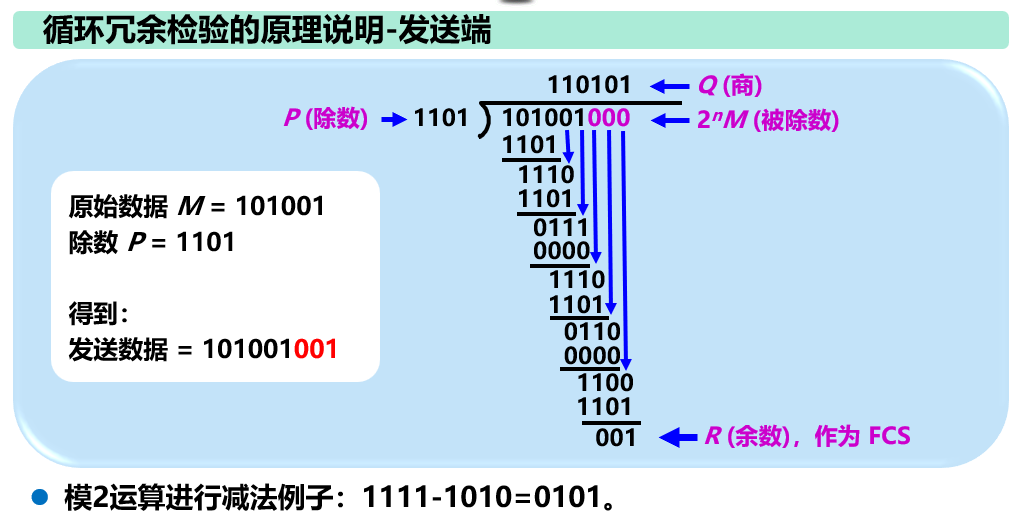 循环冗余检验的原理说明-发送端
110101 Q (商)
P (除数) 1101 101001000 2ⁿM (被除数)
1101
1110
1101
0111
0000
1110
1101
0110
0000
1100
1101
001 R (余数)，作为 FCS
原始数据 M = 101001
除数 P = 1101
得到：
发送数据 = 101001001
模2运算进行减法例子：1111-1010=0101。